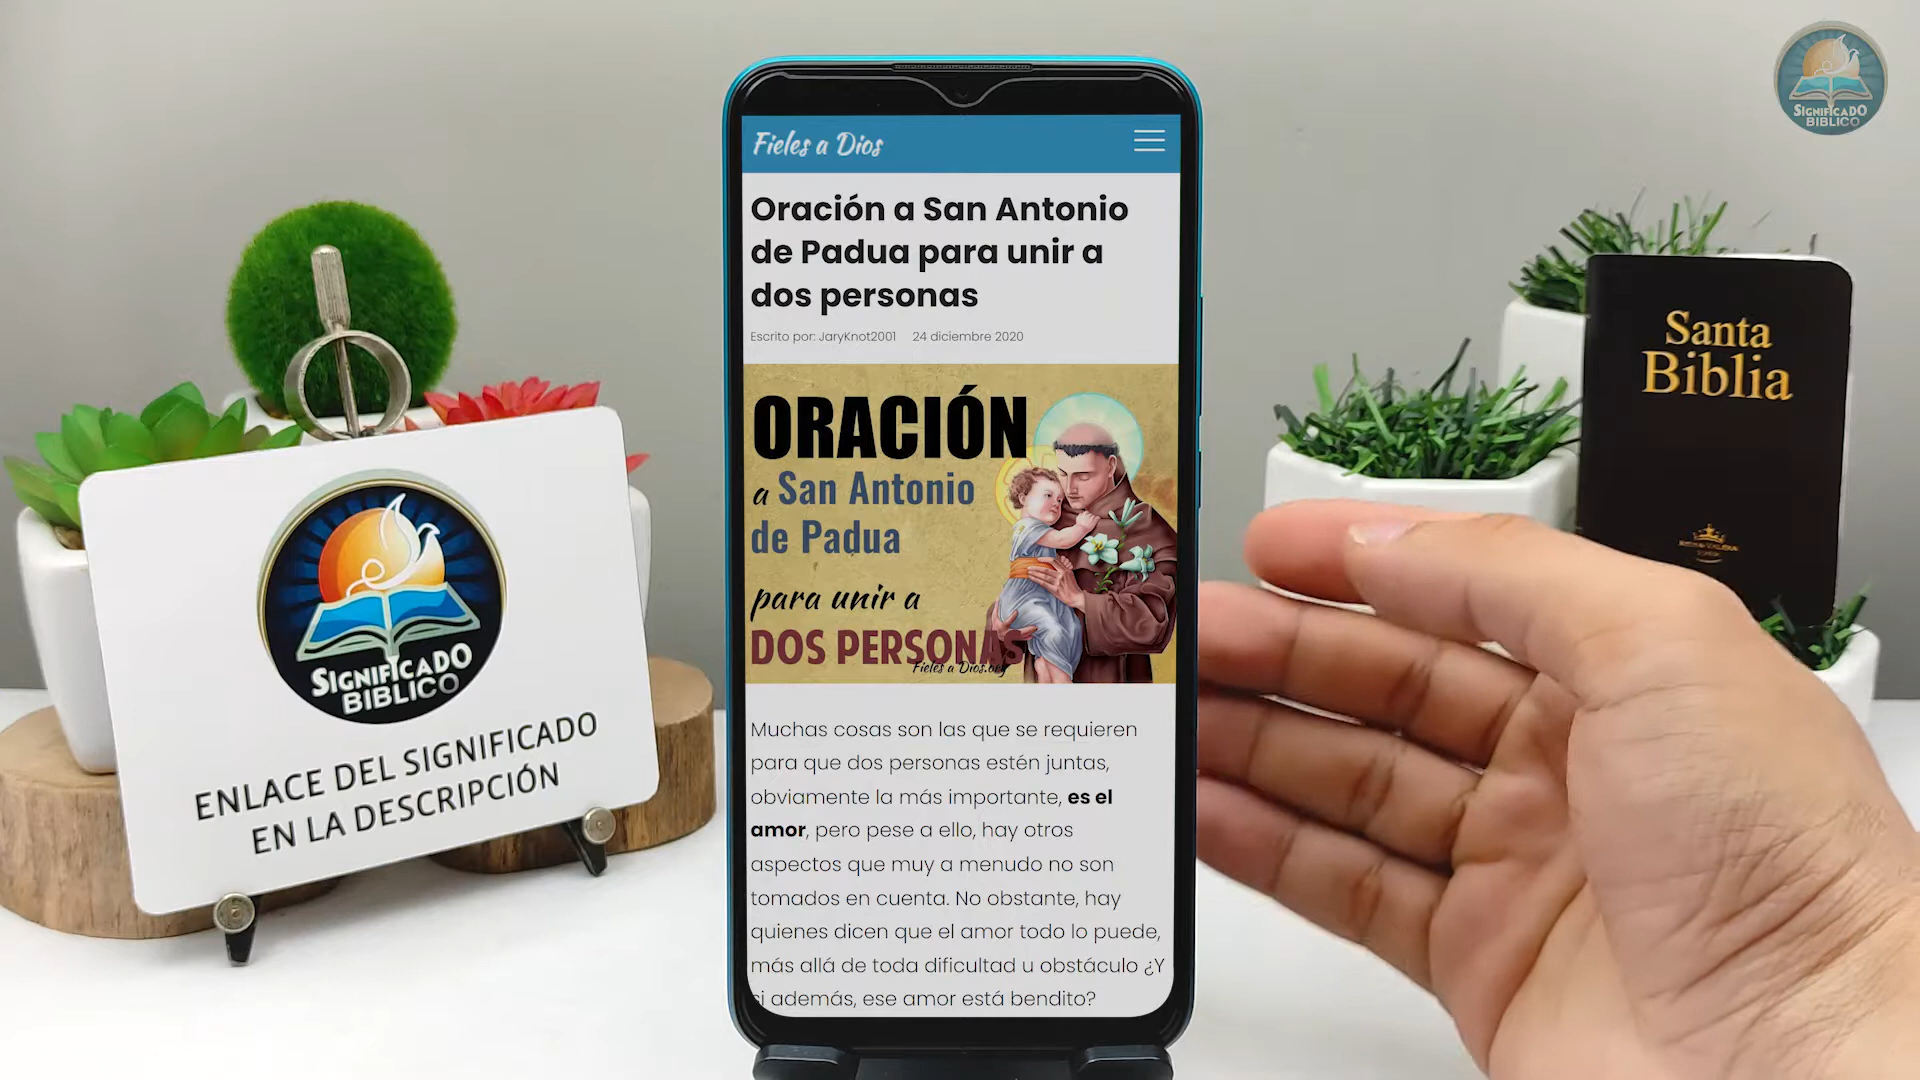 SIGNIFICADO
BIBLICO
ENLACE DEL SIGNIFICADO
EN LA DESCRIPCIÓN
Fieles a Dios
Oración a San Antonio
de Padua para unir a
dos personas
Escrito por: JaryKnot2001 24 diciembre 2020
ORACIÓN
a San Antonio
de Padua
para unir a
DOS PERSONAS
Fieles a Dios.org
Muchas cosas son las que se requieren
para que dos personas estén juntas,
obviamente la más importante, es el
amor, pero pese a ello, hay otros
aspectos que muy a menudo no son
tomados en cuenta. No obstante, hay
quienes dicen que el amor todo lo puede,
más allá de toda dificultad u obstáculo ¿Y
si además, ese amor está bendito?
SIGNIFICADO
BIBLICO
Santa
Biblia